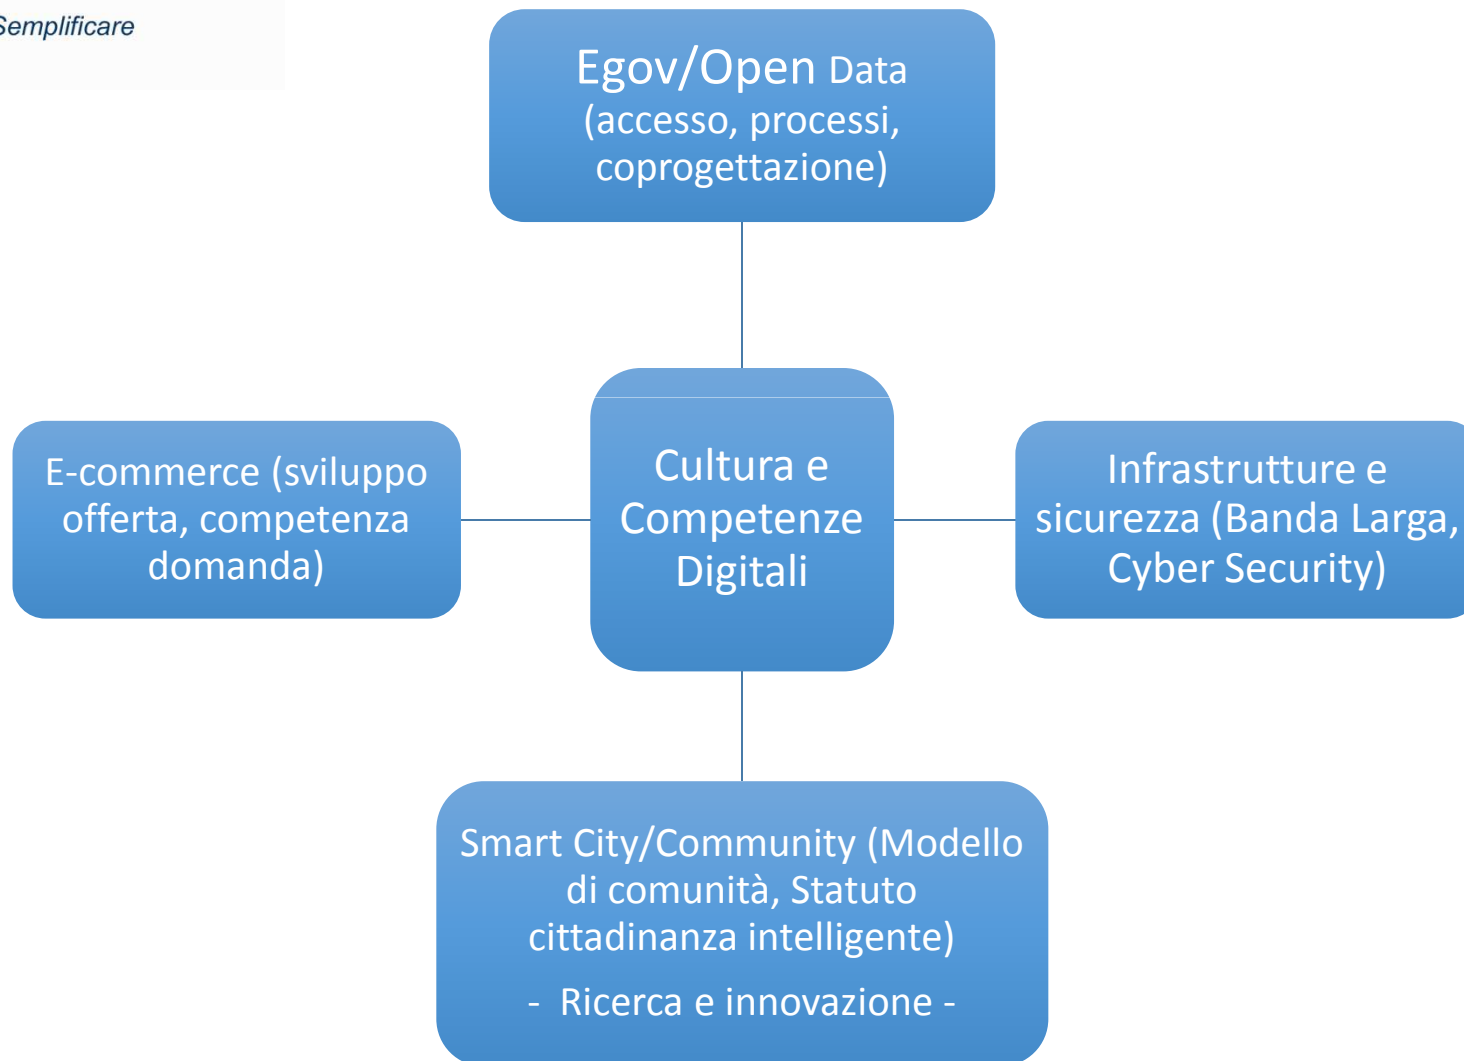 Semplificare
Egov/Open Data
(accesso, processi,
coprogettazione)
E-commerce (sviluppo
offerta, competenza
domanda)
Cultura e
Competenze
Digitali
Infrastrutture e
sicurezza (Banda Larga,
Cyber Security)
Smart City/Community (Modello
di comunità, Statuto
cittadinanza intelligente)
- Ricerca e innovazione -